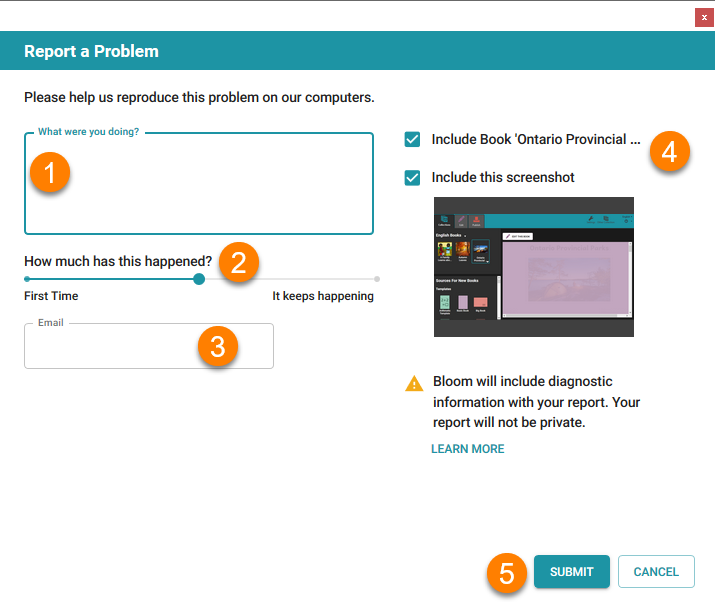 x
Report a Problem
Please help us reproduce this problem on our computers.
What were you doing?
1
Include Book 'Ontario Provincial ...
4
Include this screenshot
How much has this happened?
2
First Time
It keeps happening
Email
3
English Books
Sources For New Books
Templates
Bloom will include diagnostic
information with your report. Your
report will not be private.
LEARN MORE
5
SUBMIT
CANCEL